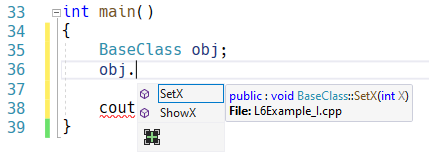 33 int main()
34 {
35 BaseClass obj;
36 obj.
37 SetX public : void BaseClass::SetX(int X)
38 cout ShowX File: L6Example_I.cpp
39 }